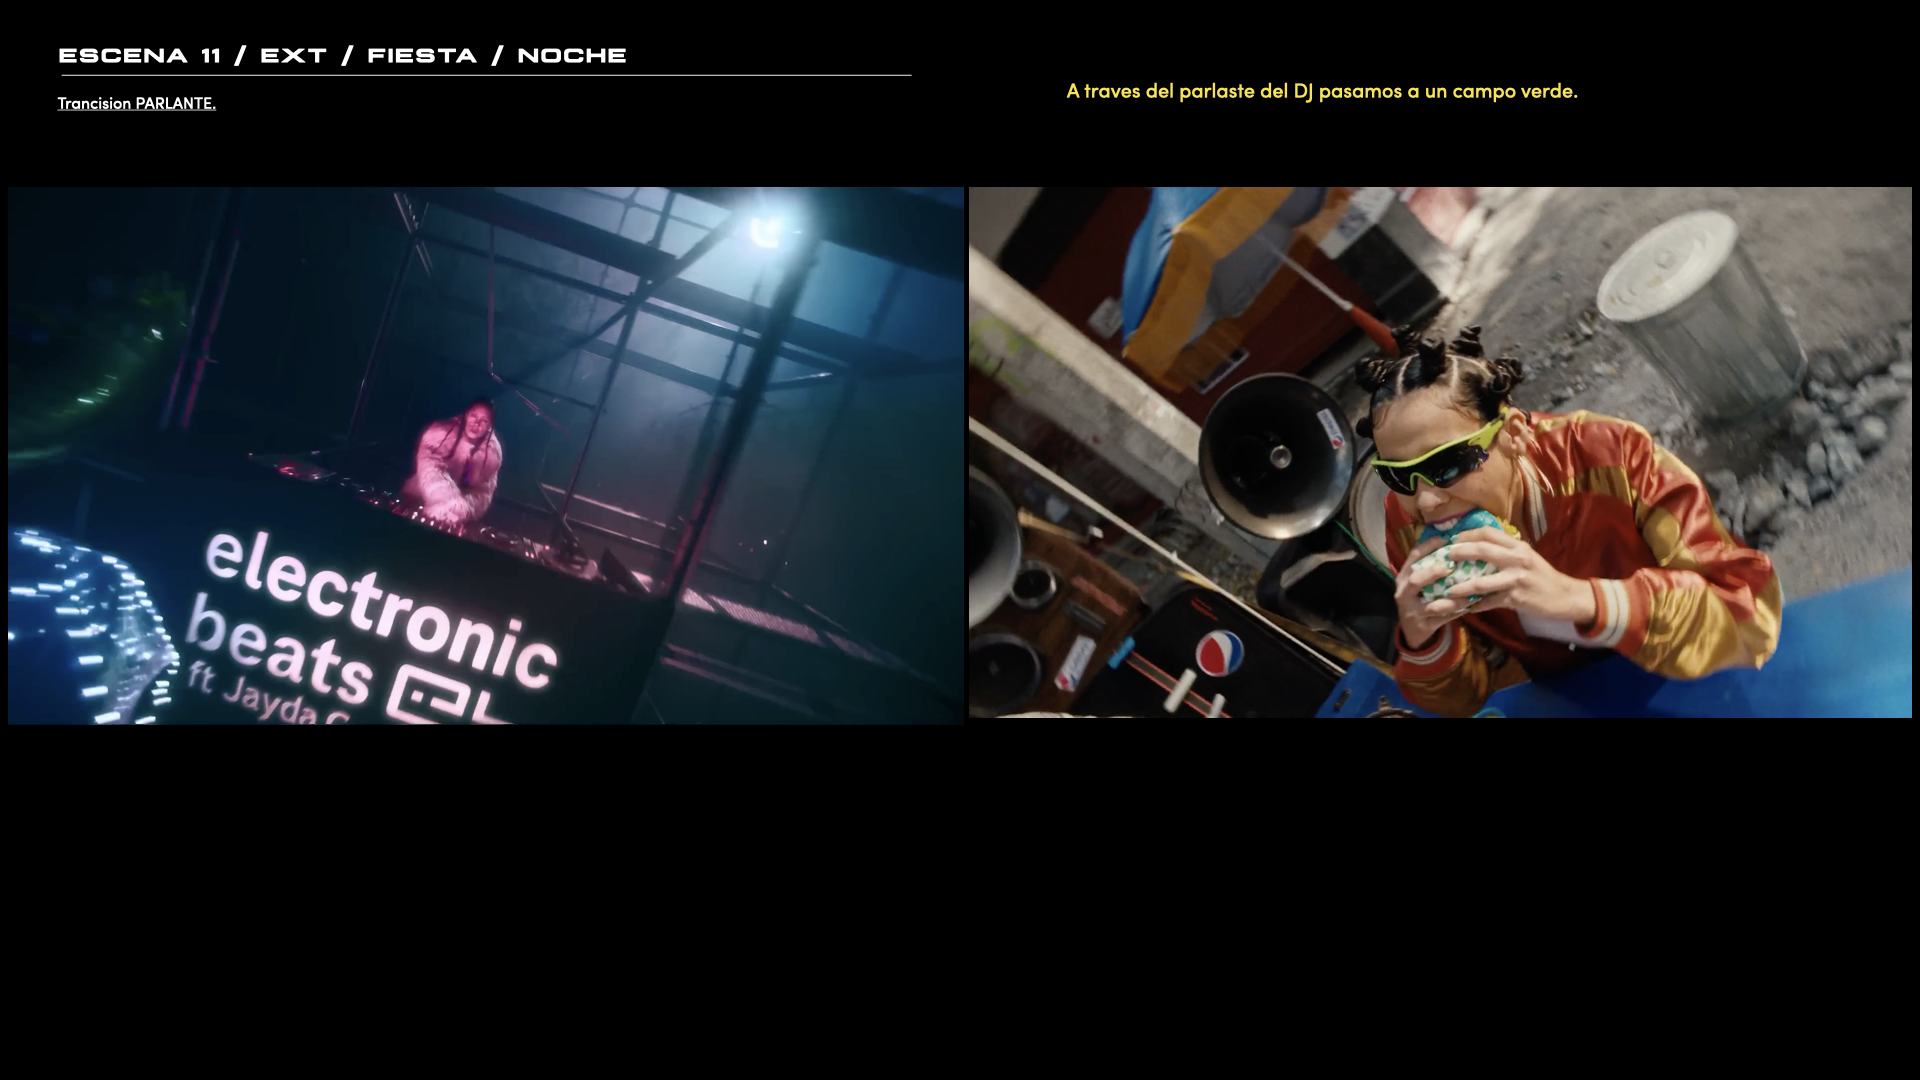 ESCENA 11 / EXT / FIESTA / NOCHE
Trancision PARLANTE.
A traves del parlaste del DJ pasamos a un campo verde.
electronic
beats
ft Jayda G